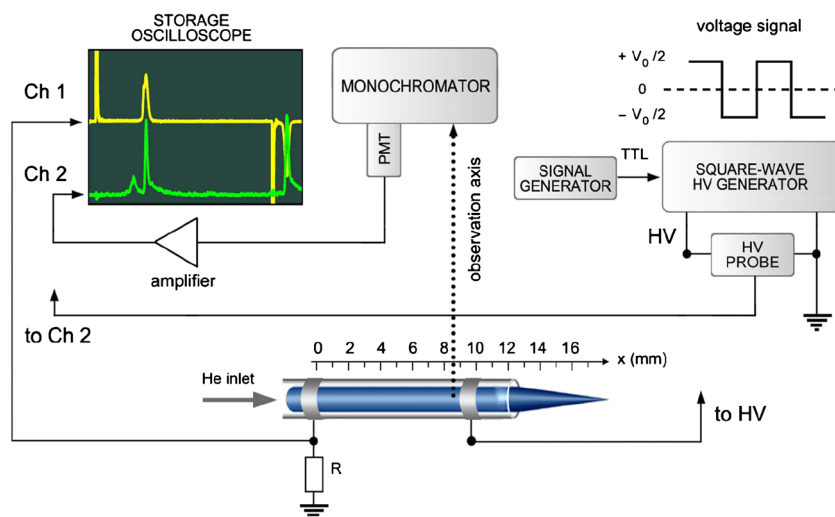 STORAGE
OSCILLOSCOPE
Ch 1
Ch 2
MONOCHROMATOR
PMT
amplifier
to Ch 2
observation axis
voltage signal
+ V₀ /2
0
− V₀ /2
SIGNAL
GENERATOR
TTL
SQUARE-WAVE
HV GENERATOR
HV
HV
PROBE
0 2 4 6 8 10 12 14 16 x (mm)
He inlet
to HV
R